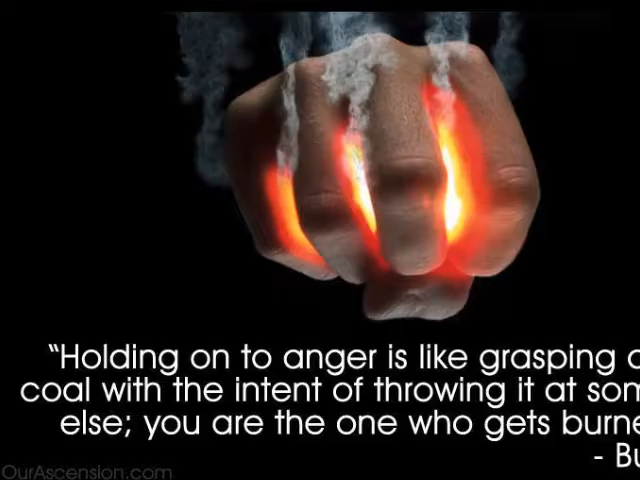 “Holding on to anger is like grasping
coal with the intent of throwing it at
else; you are the one who gets
-
OurAscension.com